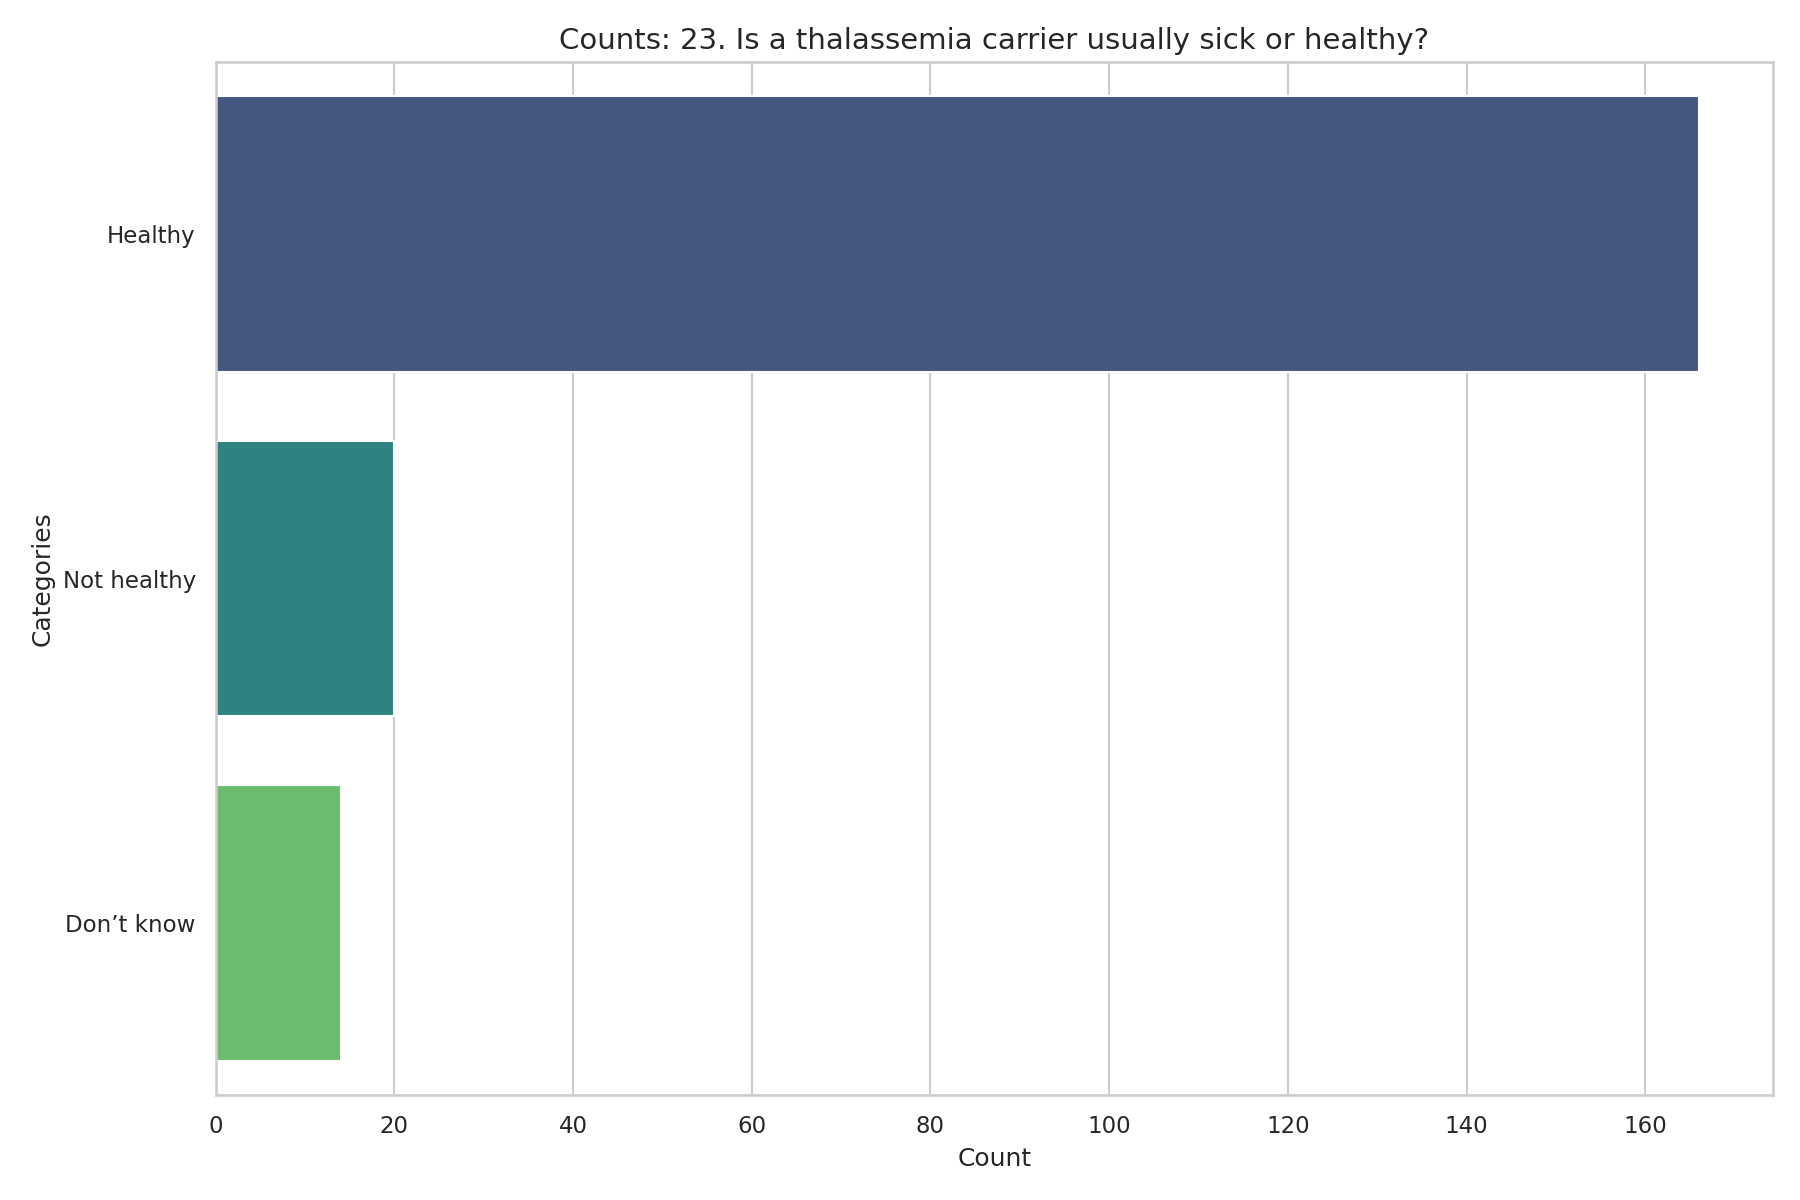 Counts: 23. Is a thalassemia carrier usually sick or healthy?
Healthy
Not healthy
Don’t know
Categories
0 20 40 60 80 100 120 140 160
Count